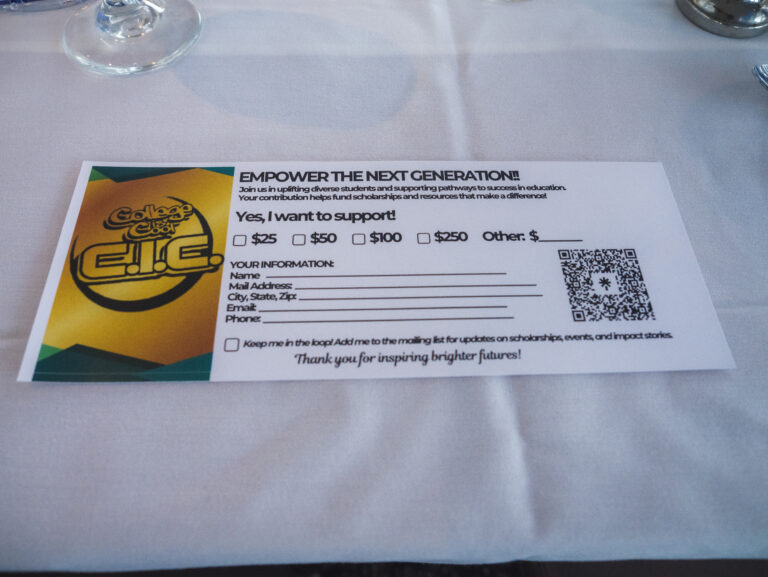 College
Chat
E.I.C.
EMPOWER THE NEXT GENERATION!!
Join us in uplifting diverse students and supporting pathways to success in education.
Your contribution helps fund scholarships and resources that make a difference!
Yes, I want to support!
$25 $50 $100 $250 Other: $______
YOUR INFORMATION:
Name
Mail Address:
City, State, Zip:
Email:
Phone:
Keep me in the loop! Add me to the mailing list for updates on scholarships, events, and impact stories.
Thank you for inspiring brighter futures!